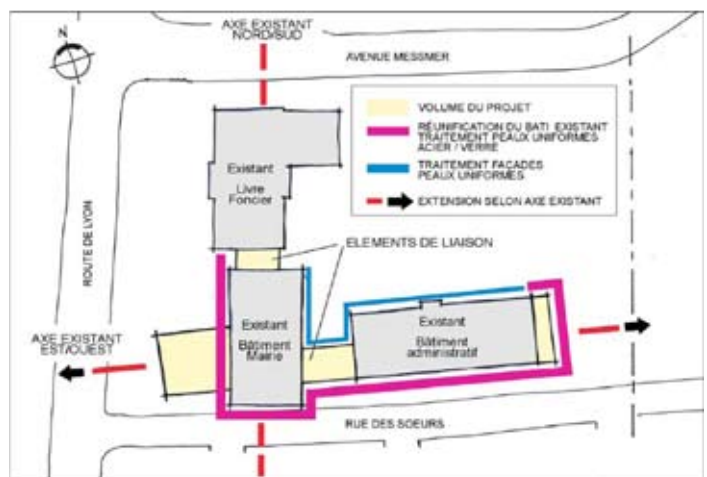 AXE EXISTANT
NORD/SUD
AVENUE MESSMER
N
VOLUME DU PROJET
RÉUNIFICATION DU BATI EXISTANT
TRAITEMENT PEAUX UNIFORMES
ACIER / VERRE
TRAITEMENT FACADES
PEAUX UNIFORMES
EXTENSION SELON AXE EXISTANT
Existant
Livre
Foncier
ROUTE DE LYON
ELEMENTS DE LIAISON
AXE EXISTANT
EST/OUEST
Existant
Bâtiment
Mairie
Existant
Bâtiment
administratif
RUE DES SOEURS